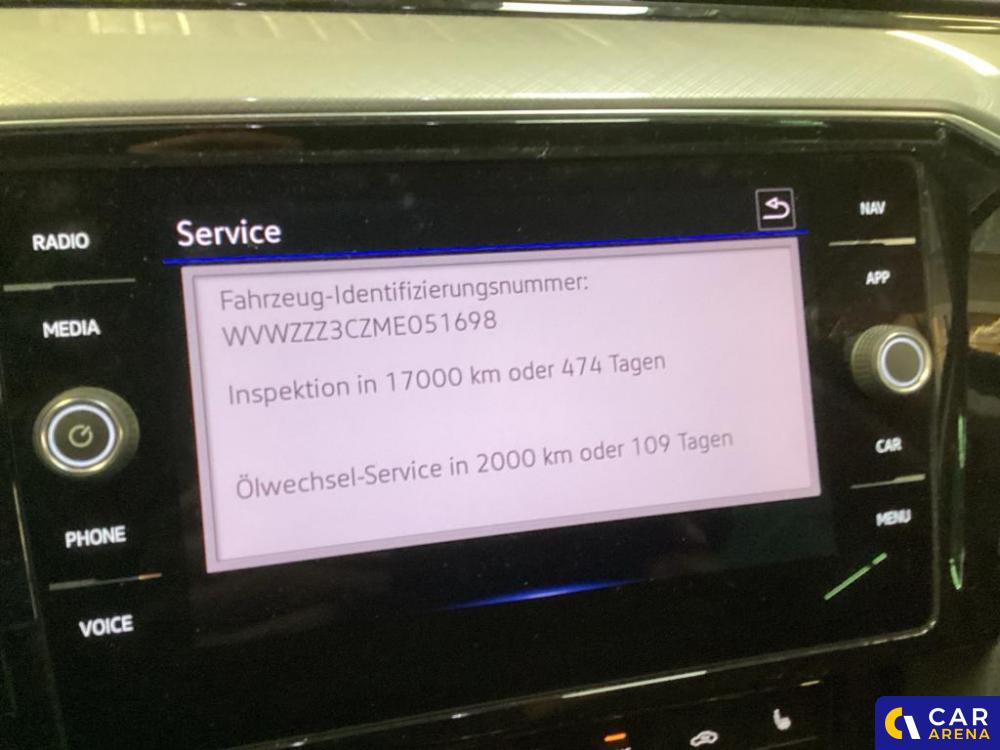 Service
NAV
RADIO
APP
Fahrzeug-Identifizierungsnummer:
WVWZZZ3CZME051698
MEDIA
Inspektion in 17000 km oder 474 Tagen
CAR
Ölwechsel-Service in 2000 km oder 109 Tagen
PHONE
MENU
VOICE
CAR
ARENA